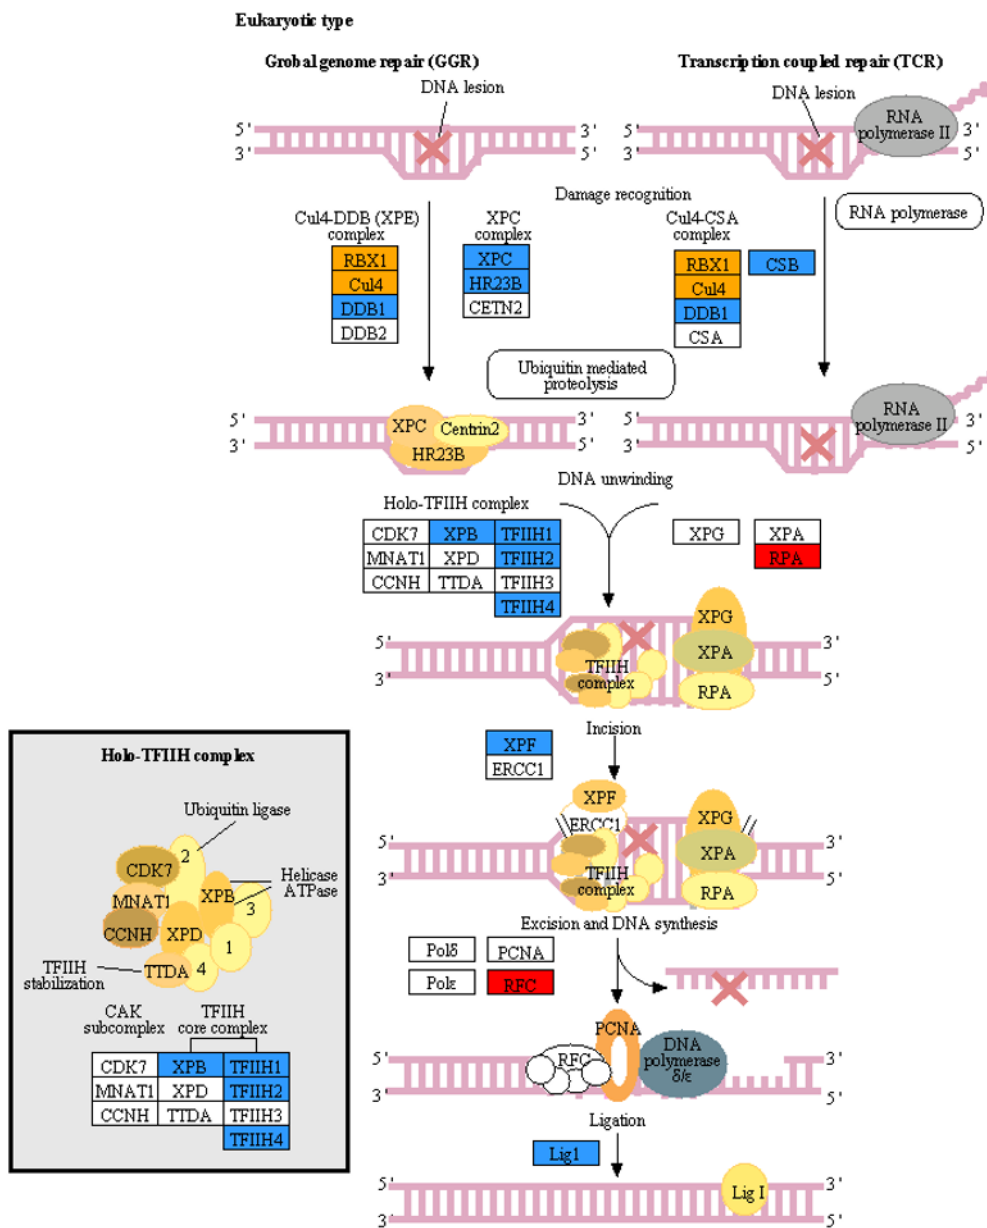 Eukaryotic type
Grobal genome repair (GGR)
Transcription coupled repair (TCR)
DNA lesion
DNA lesion
RNA
polymerase II
5'
3'
3'
5'
5'
3'
3'
5'
Damage recognition
RNA polymerase
Cul4-DDB (XPE)
complex
XPC
complex
Cul4-CSA
complex
RBX1
Cul4
DDB1
DDB2
XPC
HR23B
CETN2
RBX1
Cul4
DDB1
CSA
CSB
Ubiquitin mediated
proteolysis
5'
3'
3'
5'
XPC
Centrin2
HR23B
5'
3'
3'
5'
RNA
polymerase II
DNA unwinding
Holo-TFIIH complex
CDK7 XPB TFIIH1
MNAT1 XPD TFIIH2
CCNH TTDA TFIIH3
TFIIH4
XPG
XPA
RPA
5'
3'
3'
5'
TFIIH
complex
XPG
XPA
RPA
Incision
XPF
ERCC1
5'
3'
3'
5'
XPF
ERCC1
TFIIH
complex
XPG
XPA
RPA
Excision and DNA synthesis
Polδ
PCNA
Polε
RFC
PCNA
RFC
DNA
polymerase
δ/ε
5'
3'
3'
5'
Ligation
Lig1
5'
3'
3'
5'
Lig I
Holo-TFIIH complex
Ubiquitin ligase
2
CDK7
MNAT1
CCNH
XPB
XPD
3
1
TTDA
4
Helicase
ATPase
TFIIH
stabilization
CAK
subcomplex
TFIIH
core complex
CDK7 XPB TFIIH1
MNAT1 XPD TFIIH2
CCNH TTDA TFIIH3
TFIIH4